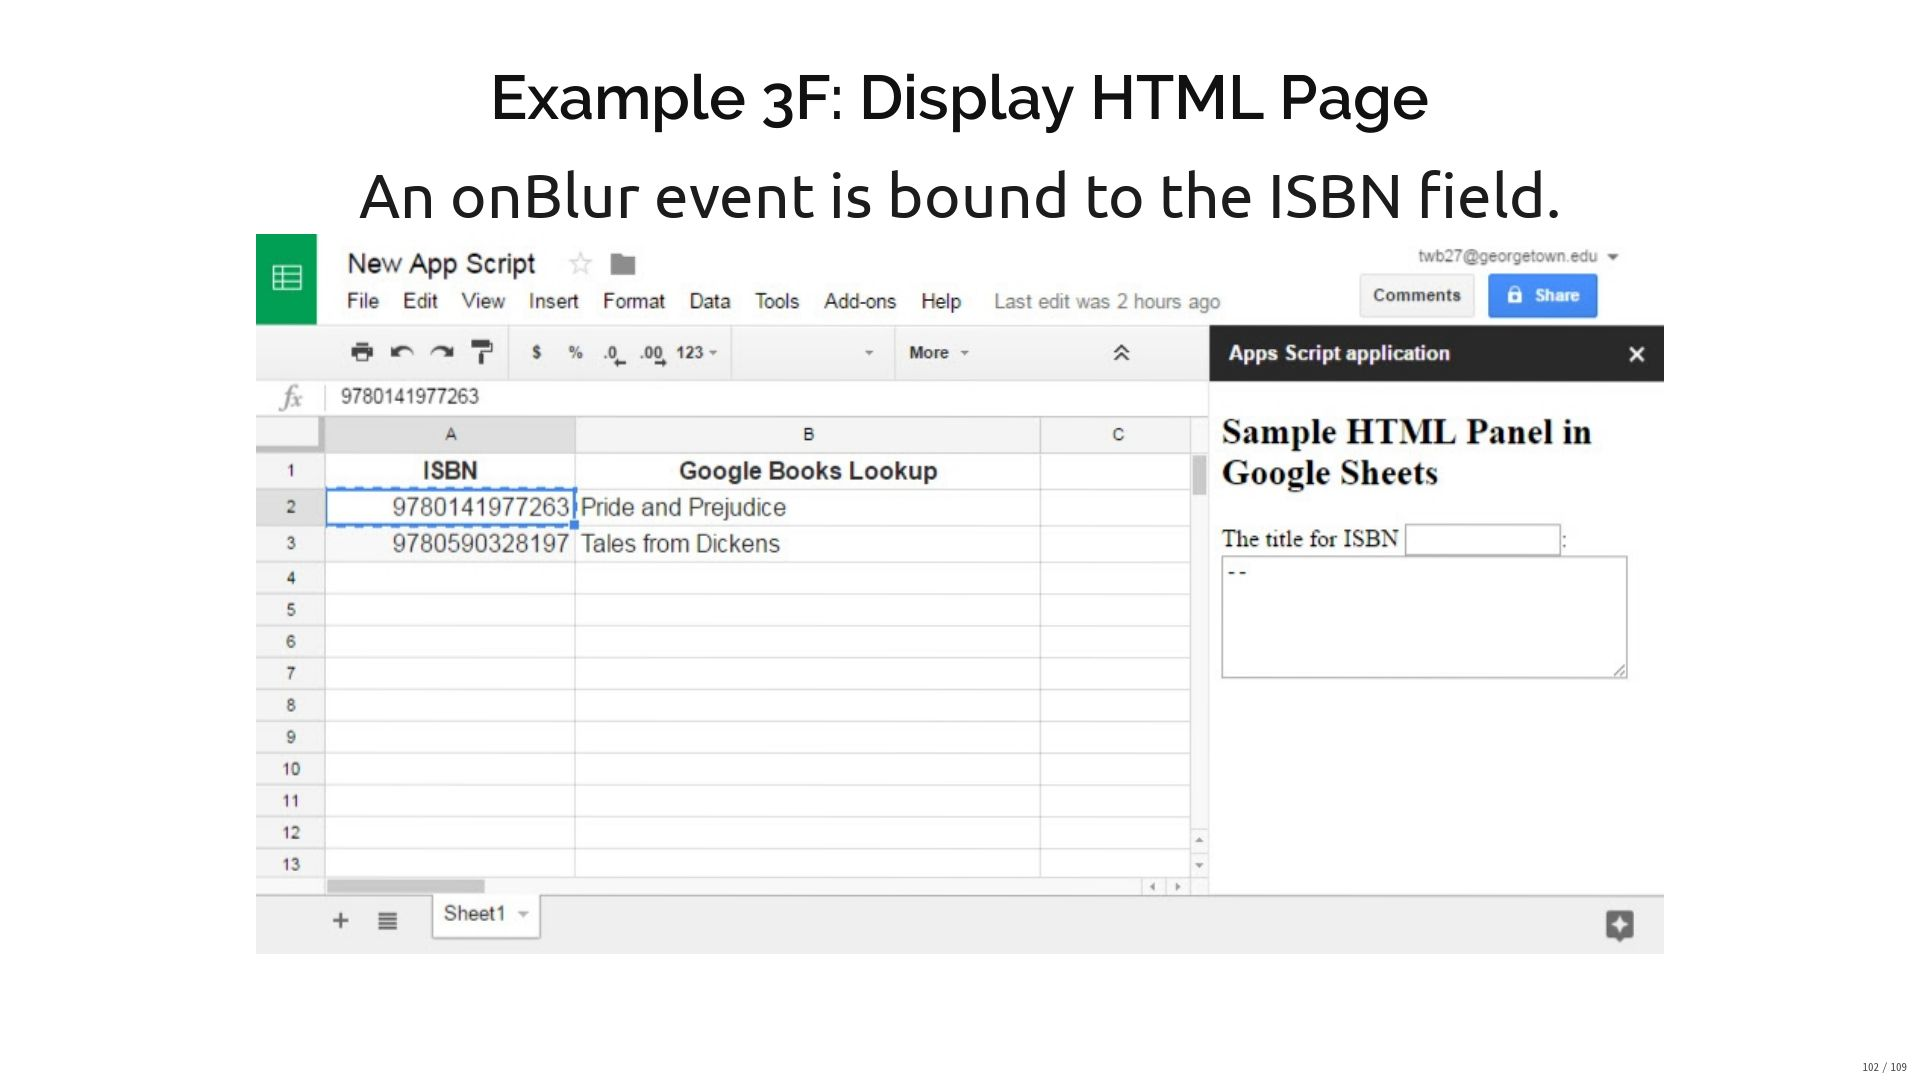 Example 3F: Display HTML Page
An onBlur event is bound to the ISBN field.
New App Script
twb27@georgetown.edu
File Edit View Insert Format Data Tools Add-ons Help Last edit was 2 hours ago
Comments Share
$ % .0 .00 123 More
Apps Script application
fx 9780141977263
A B C
1 ISBN Google Books Lookup
2 9780141977263 Pride and Prejudice
3 9780590328197 Tales from Dickens
4
5
6
7
8
9
10
11
12
13
Sample HTML Panel in
Google Sheets
The title for ISBN :
--
Sheet1
102 / 109